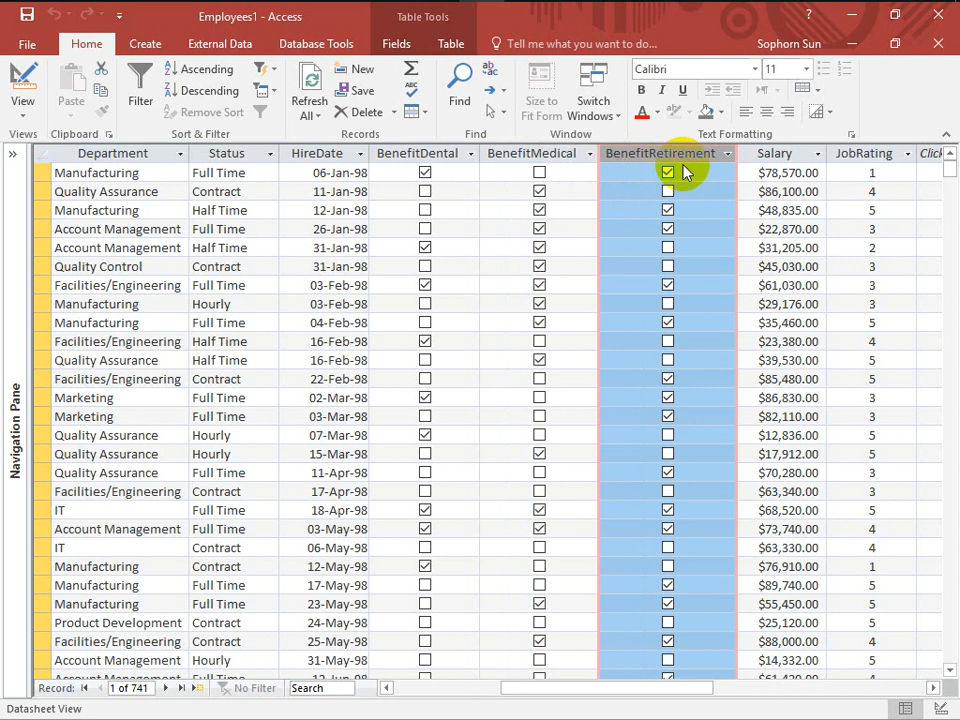 Employees1 - Access
Table Tools
?
File Home Create External Data Database Tools Fields Table Tell me what you want to do... Sophorn Sun
View
Views
Paste
Clipboard
Filter
Ascending
Descending
Remove Sort
Sort & Filter
Refresh All
New
Save
Delete
Records
Find
Find
Size to Fit Form
Switch Windows
Window
Calibri 11
B I U
Text Formatting
Navigation Pane
Department Status HireDate BenefitDental BenefitMedical BenefitRetirement Salary JobRating Click
Manufacturing Full Time 06-Jan-98 $78,570.00 1
Quality Assurance Contract 11-Jan-98 $86,100.00 4
Manufacturing Half Time 12-Jan-98 $48,835.00 5
Account Management Full Time 26-Jan-98 $22,870.00 3
Account Management Half Time 31-Jan-98 $31,205.00 2
Quality Control Contract 31-Jan-98 $45,030.00 3
Facilities/Engineering Full Time 03-Feb-98 $61,030.00 3
Manufacturing Hourly 03-Feb-98 $29,176.00 3
Manufacturing Full Time 04-Feb-98 $35,460.00 5
Facilities/Engineering Half Time 16-Feb-98 $23,380.00 4
Quality Assurance Half Time 16-Feb-98 $39,530.00 5
Facilities/Engineering Contract 22-Feb-98 $85,480.00 5
Marketing Full Time 02-Mar-98 $86,830.00 3
Marketing Full Time 03-Mar-98 $82,110.00 3
Quality Assurance Hourly 07-Mar-98 $12,836.00 5
Quality Assurance Hourly 15-Mar-98 $17,912.00 5
Quality Assurance Full Time 11-Apr-98 $70,280.00 3
Facilities/Engineering Contract 17-Apr-98 $63,340.00 3
IT Full Time 18-Apr-98 $68,520.00 5
Account Management Full Time 03-May-98 $73,740.00 4
IT Contract 06-May-98 $63,330.00 4
Manufacturing Contract 12-May-98 $76,910.00 1
Manufacturing Full Time 17-May-98 $89,740.00 5
Manufacturing Full Time 23-May-98 $55,450.00 5
Product Development Contract 24-May-98 $25,120.00 5
Facilities/Engineering Full Time 25-May-98 $88,000.00 4
Account Management Hourly 31-May-98 $14,332.00 5
Record: 1 of 741 No Filter Search
Datasheet View